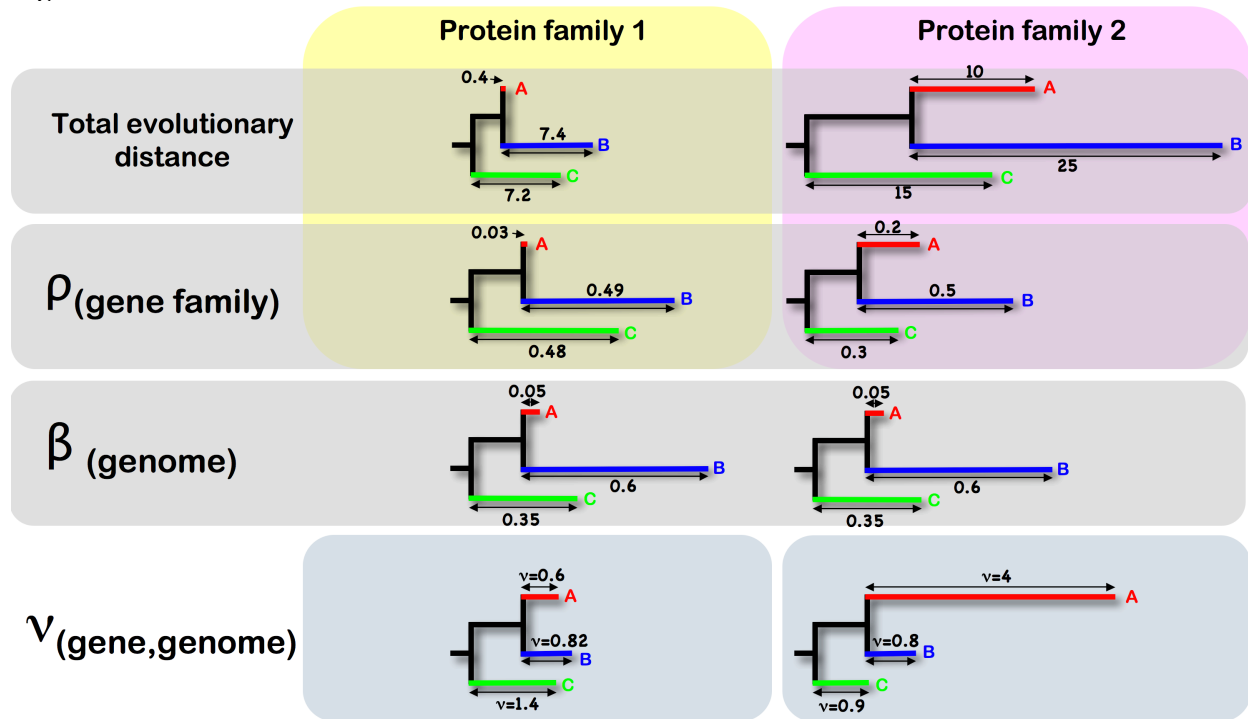 Protein family 1
Protein family 2
Total evolutionary
distance
0.4
A
7.4
B
7.2
C
10
A
B
25
C
15
ρ(gene family)
0.03
A
0.49
B
C
0.48
0.2
A
0.5
B
C
0.3
β (genome)
0.05
A
B
0.6
C
0.35
0.05
A
B
0.6
C
0.35
ν(gene,genome)
ν=0.6
A
ν=0.82
B
C
ν=1.4
ν=4
A
ν=0.8
B
C
ν=0.9